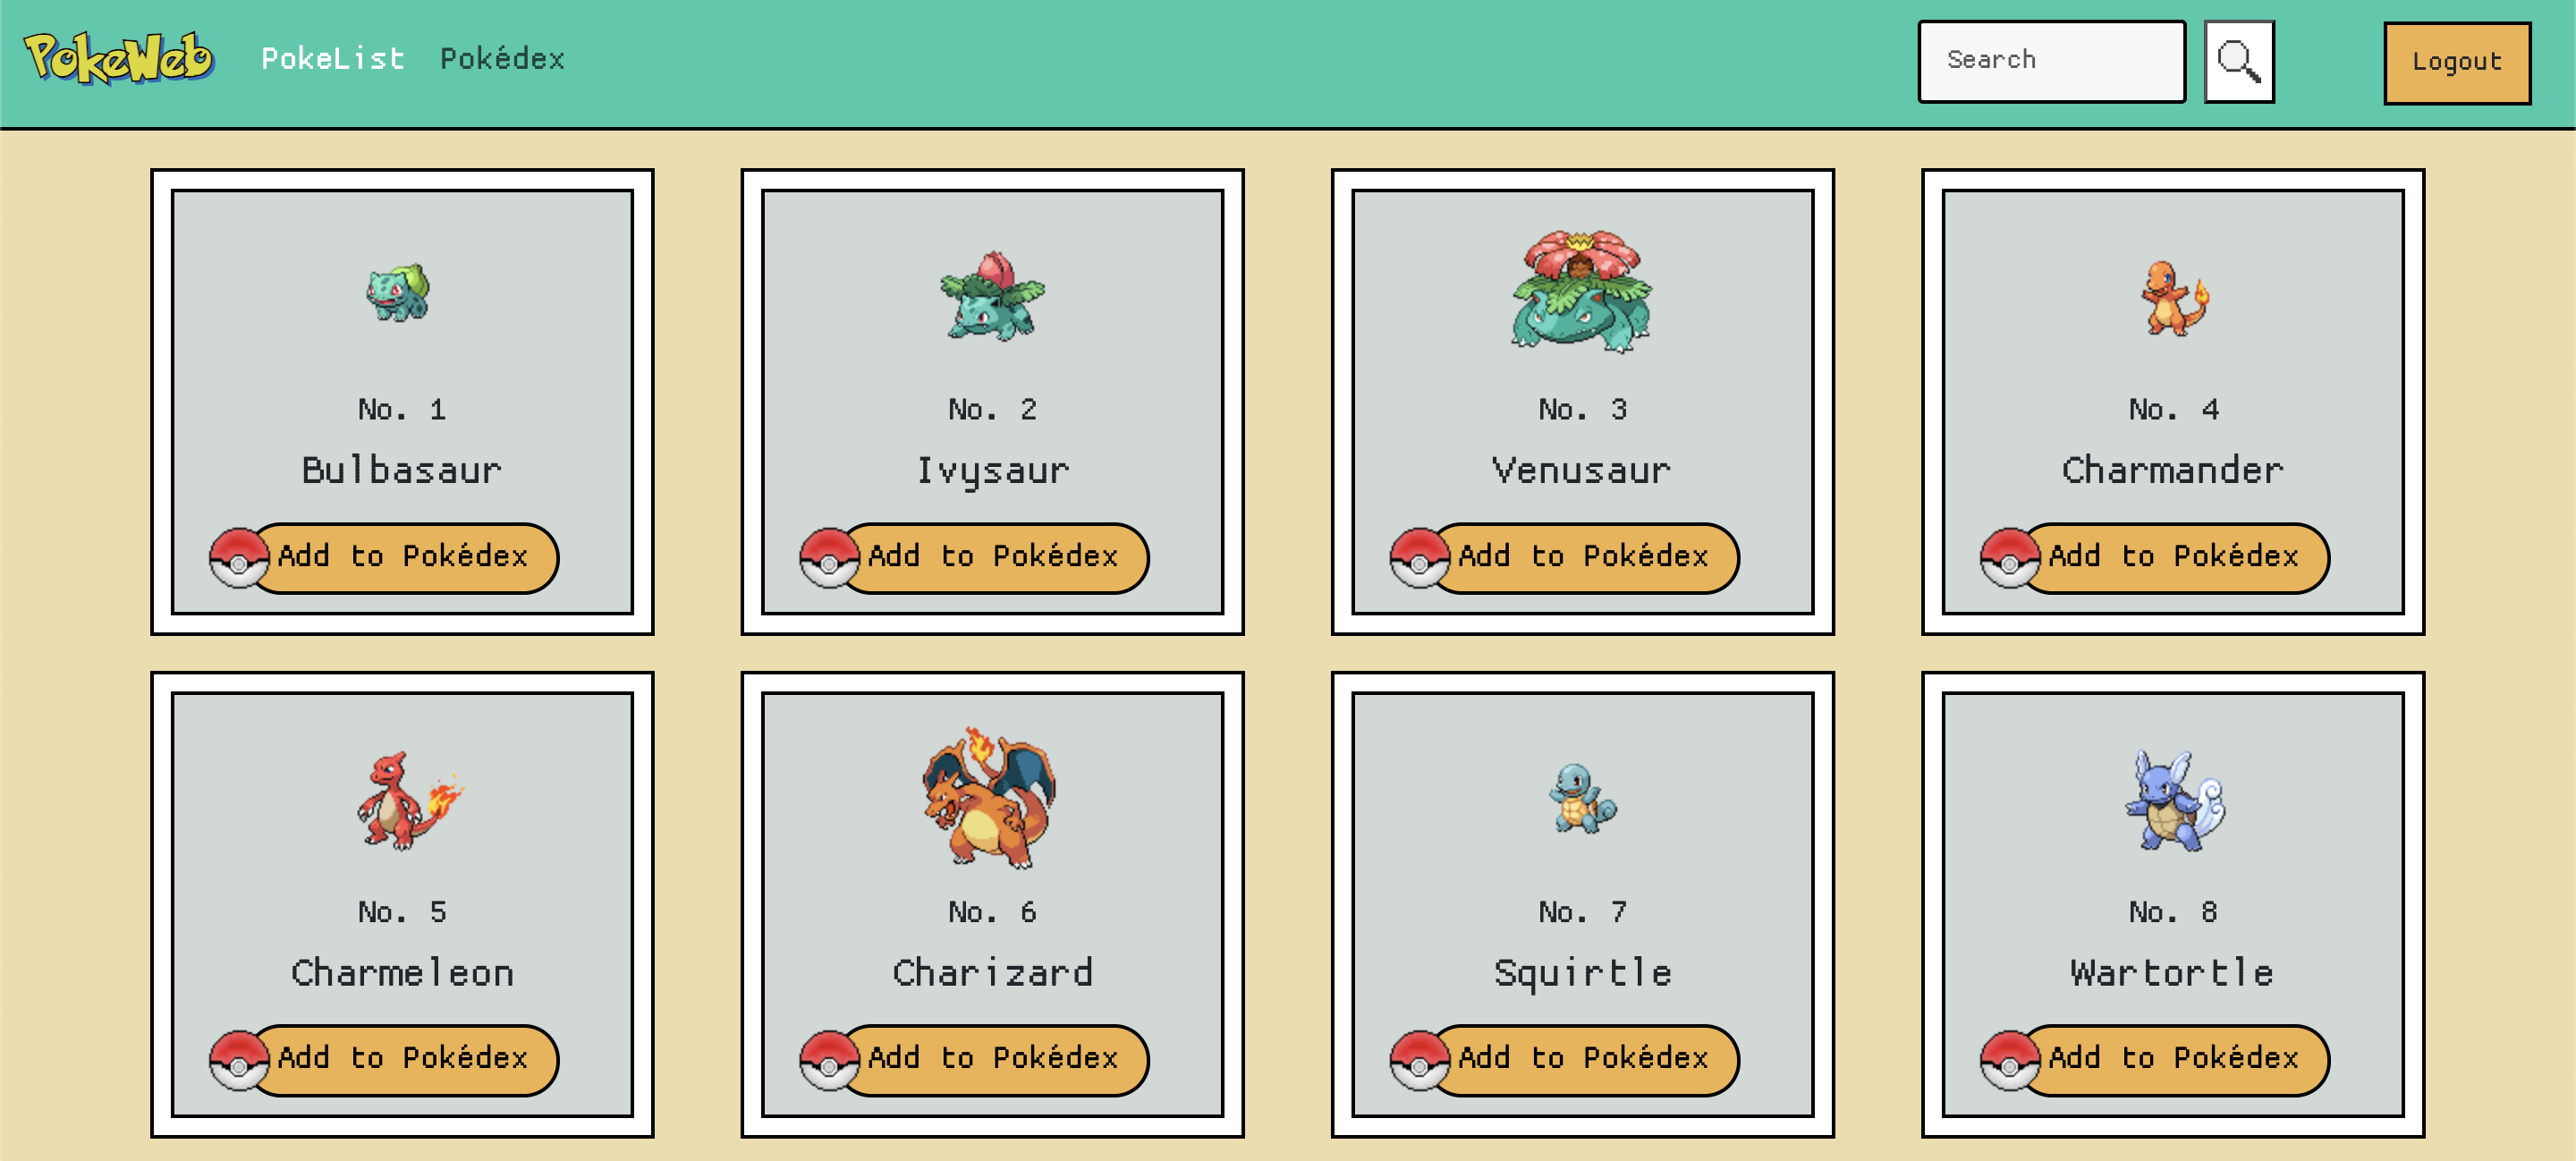 PokeWeb PokeList Pokédex Search Logout
No. 1
Bulbasaur
Add to Pokédex
No. 2
Ivysaur
Add to Pokédex
No. 3
Venusaur
Add to Pokédex
No. 4
Charmander
Add to Pokédex
No. 5
Charmeleon
Add to Pokédex
No. 6
Charizard
Add to Pokédex
No. 7
Squirtle
Add to Pokédex
No. 8
Wartortle
Add to Pokédex